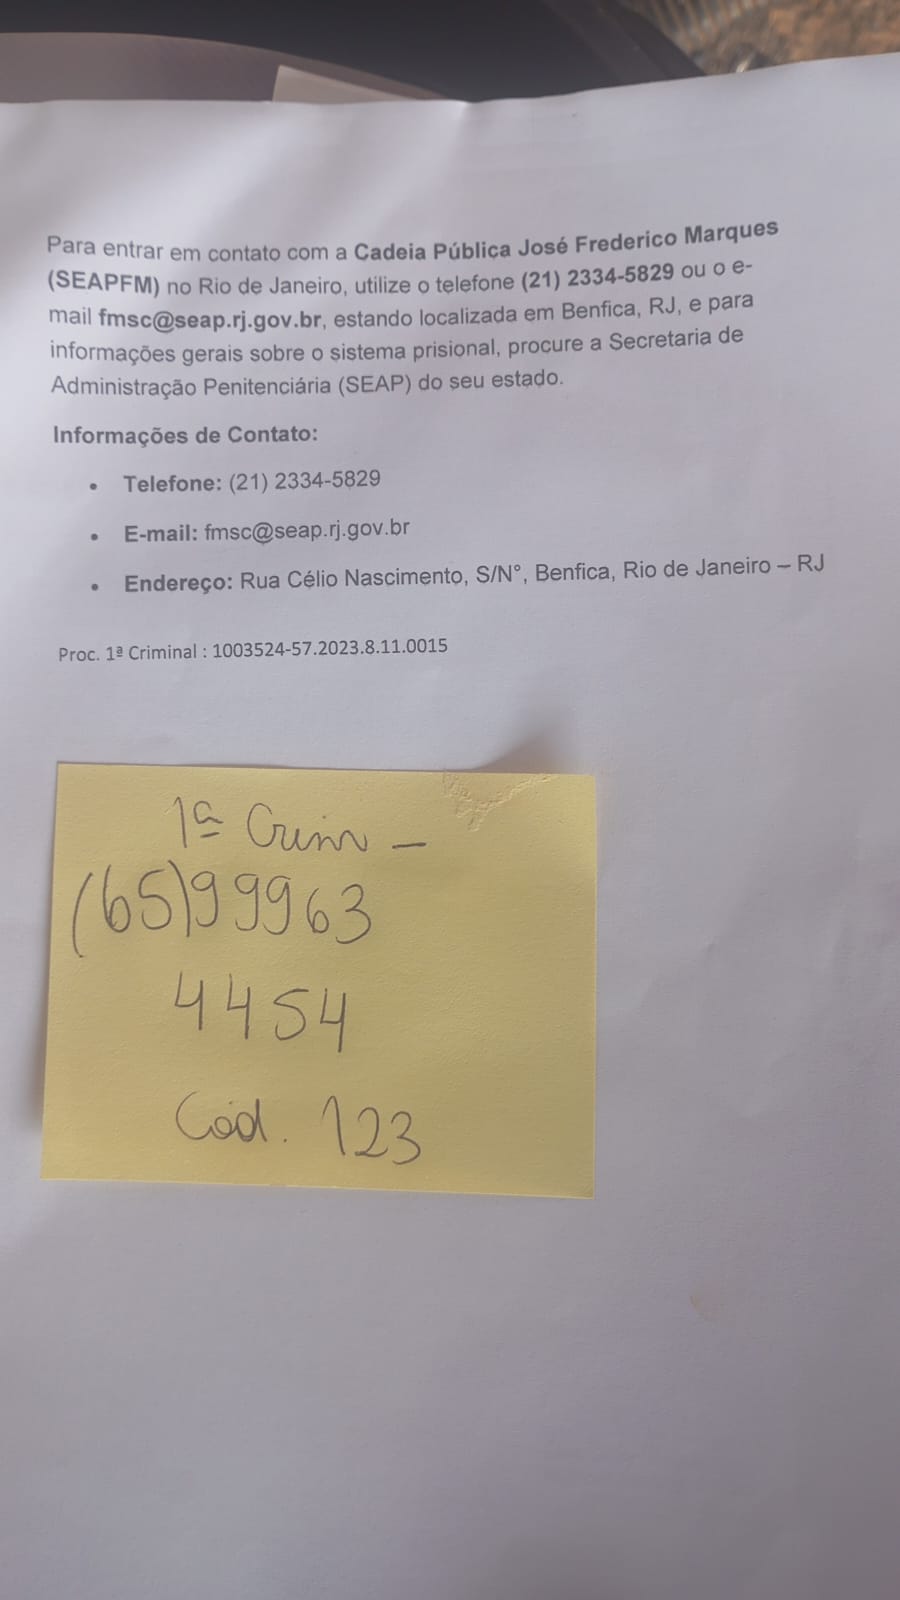 Para entrar em contato com a Cadeia Pública José Frederico Marques
(SEAPFM) no Rio de Janeiro, utilize o telefone (21) 2334-5829 ou o e-
mail fmsc@seap.rj.gov.br, estando localizada em Benfica, RJ, e para
informações gerais sobre o sistema prisional, procure a Secretaria de
Administração Penitenciária (SEAP) do seu estado.
Informações de Contato:
• Telefone: (21) 2334-5829
• E-mail: fmsc@seap.rj.gov.br
• Endereço: Rua Célio Nascimento, S/N°, Benfica, Rio de Janeiro – RJ
Proc. 1ª Criminal : 1003524-57.2023.8.11.0015
1ª Crim –
(65)99963
4454
Cód. 123